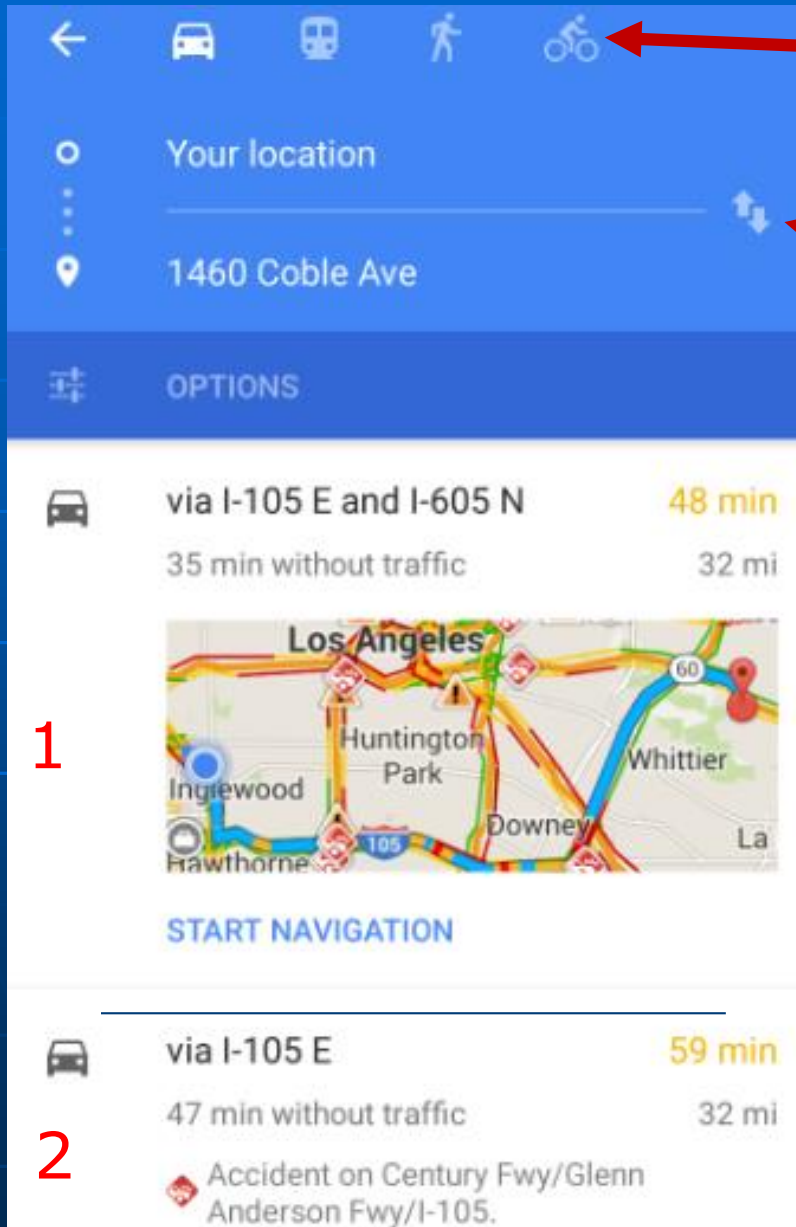 Your location
1460 Coble Ave
OPTIONS
via I-105 E and I-605 N 48 min
35 min without traffic 32 mi
Los Angeles
60
1
Huntington
Park
Whittier
Inglewood
Downey
105
La
Hawthorne
START NAVIGATION
via I-105 E 59 min
47 min without traffic 32 mi
2
Accident on Century Fwy/Glenn
Anderson Fwy/I-105.